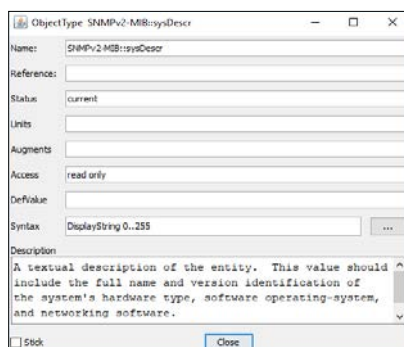 ObjectType SNMPv2-MIB::sysDescr
Name: SNMPv2-MIB::sysDescr
Reference:
Status current
Units
Augments
Access read only
DefValue
Syntax DisplayString 0..255 ...
Description
A textual description of the entity. This value should
include the full name and version identification of
the system's hardware type, software operating-system,
and networking software.
Stick Close